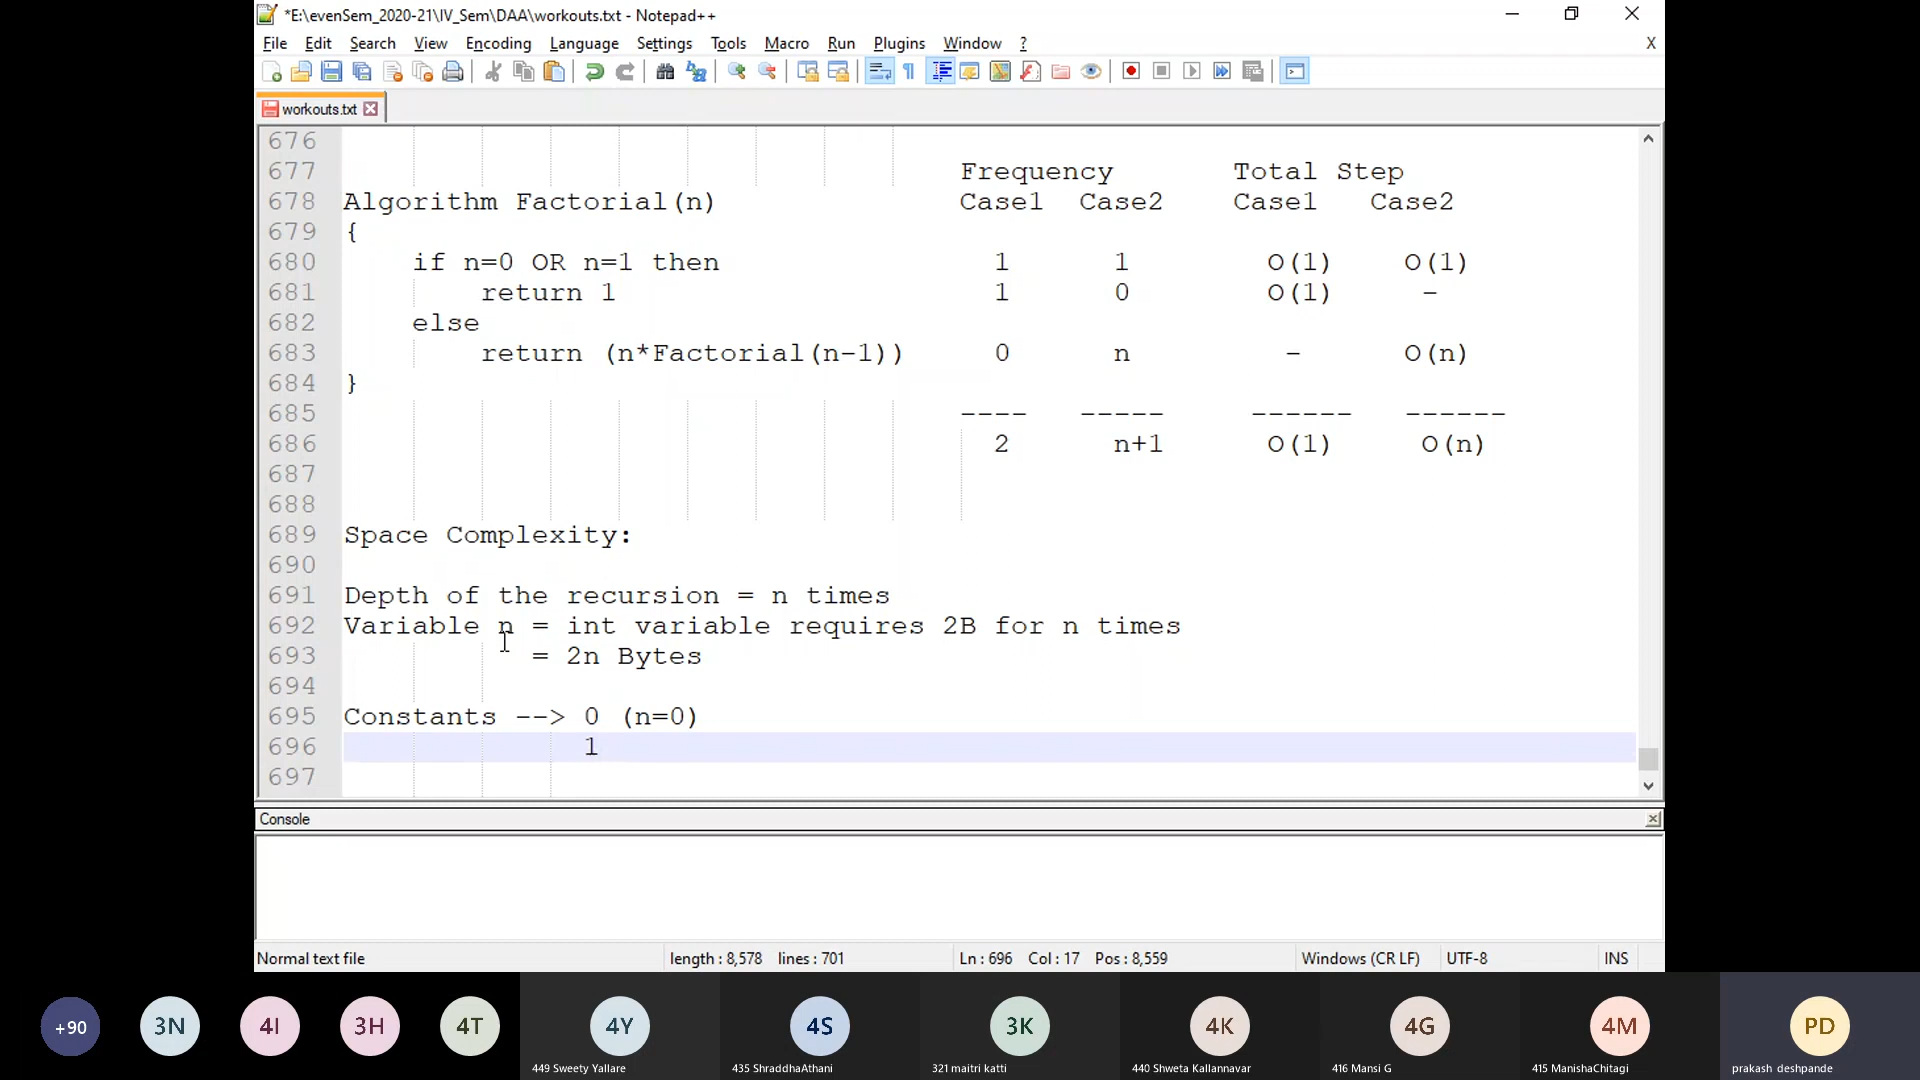 *E:\evenSem_2020-21\IV_Sem\DAA\workouts.txt - Notepad++
File Edit Search View Encoding Language Settings Tools Macro Run Plugins Window ? X
workouts.txt
676
677 Frequency Total Step
678 Algorithm Factorial(n) Case1 Case2 Case1 Case2
679 {
680 if n=0 OR n=1 then 1 1 O(1) O(1)
681 return 1 1 0 O(1) -
682 else
683 return (n*Factorial(n-1)) 0 n - O(n)
684 }
685 ---- ----- ------ ------
686 2 n+1 O(1) O(n)
687
688
689 Space Complexity:
690
691 Depth of the recursion = n times
692 Variable n = int variable requires 2B for n times
693 = 2n Bytes
694
695 Constants --> 0 (n=0)
696 1
697
Console
Normal text file length : 8,578 lines : 701 Ln : 696 Col : 17 Pos : 8,559 Windows (CR LF) UTF-8 INS
+90 3N 4I 3H 4T 4Y 4S 3K 4K 4G 4M PD
449 Sweety Yallare 435 ShraddhaAthani 321 maitri katti 440 Shweta Kallannavar 416 Mansi G 415 ManishaChitagi prakash deshpande